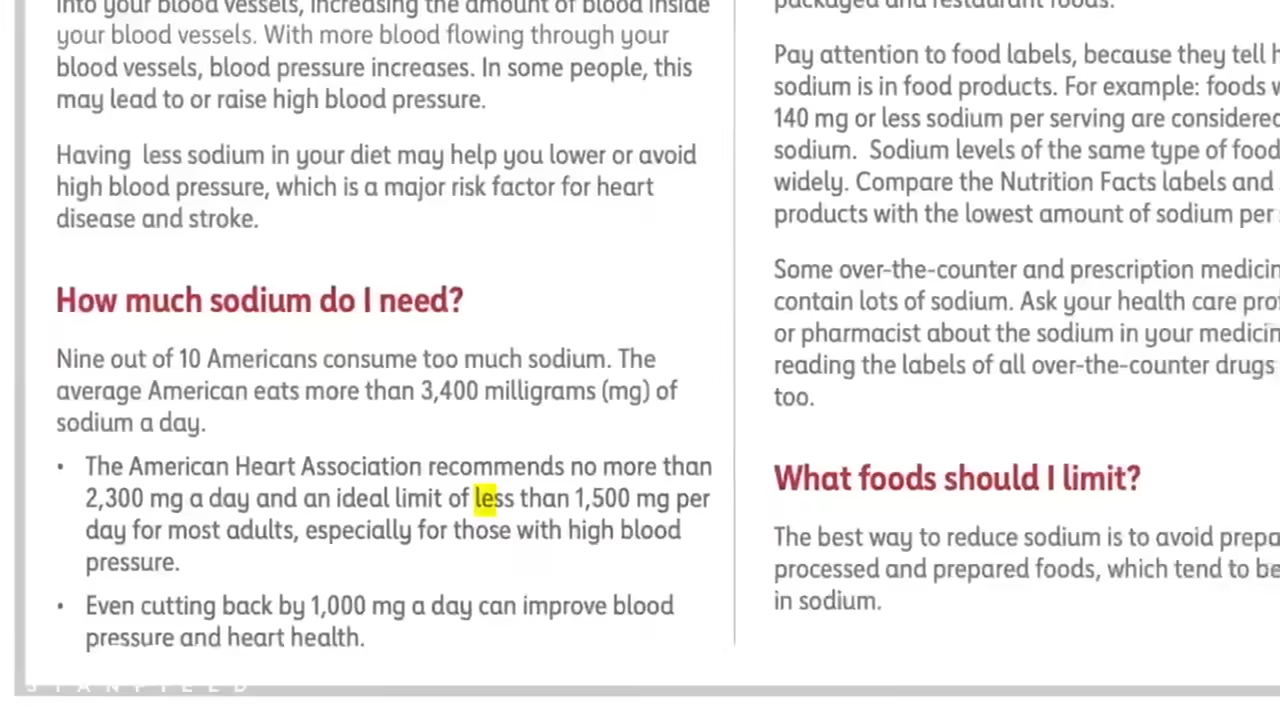 into your blood vessels, increasing the amount of blood inside
your blood vessels. With more blood flowing through your
blood vessels, blood pressure increases. In some people, this
may lead to or raise high blood pressure.
Having less sodium in your diet may help you lower or avoid
high blood pressure, which is a major risk factor for heart
disease and stroke.
How much sodium do I need?
Nine out of 10 Americans consume too much sodium. The
average American eats more than 3,400 milligrams (mg) of
sodium a day.
• The American Heart Association recommends no more than
2,300 mg a day and an ideal limit of less than 1,500 mg per
day for most adults, especially for those with high blood
pressure.
• Even cutting back by 1,000 mg a day can improve blood
pressure and heart health.
packaged and restaurant foods.
Pay attention to food labels, because they tell
sodium is in food products. For example: foods
140 mg or less sodium per serving are considered
sodium. Sodium levels of the same type of food
widely. Compare the Nutrition Facts labels and
products with the lowest amount of sodium per
Some over-the-counter and prescription
contain lots of sodium. Ask your health care
or pharmacist about the sodium in your
reading the labels of all over-the-counter drugs
too.
What foods should I limit?
The best way to reduce sodium is to avoid
processed and prepared foods, which tend to be
in sodium.
STANFIELD